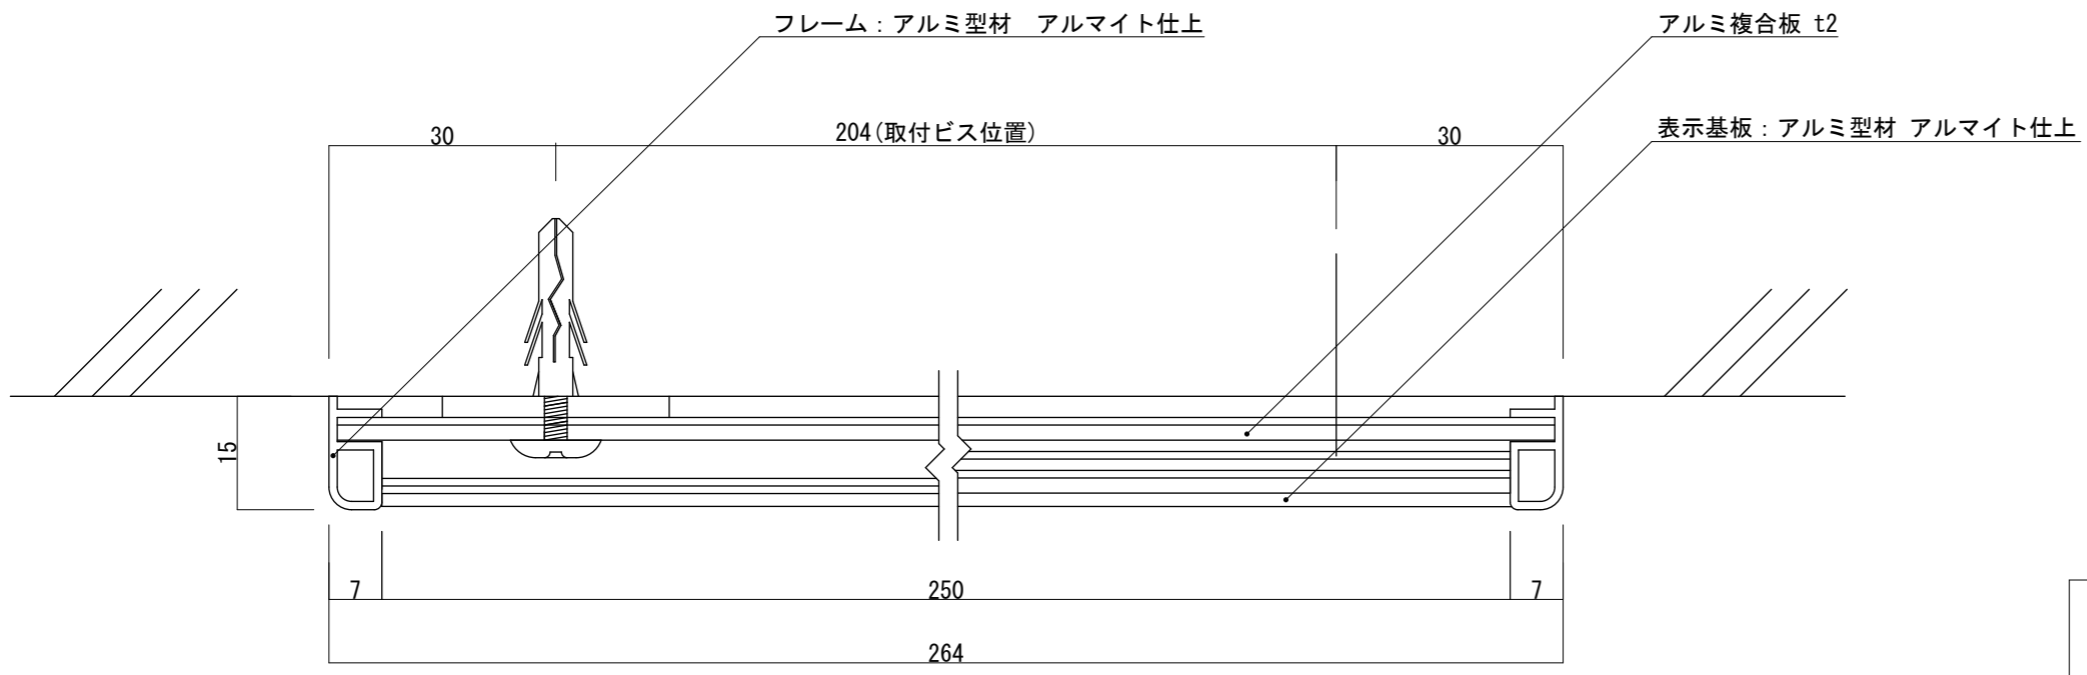 フレーム：アルミ型材　アルマイト仕上
アルミ複合板 t2
表示基板：アルミ型材 アルマイト仕上
30
204(取付ビス位置)
30
15
7
250
7
264